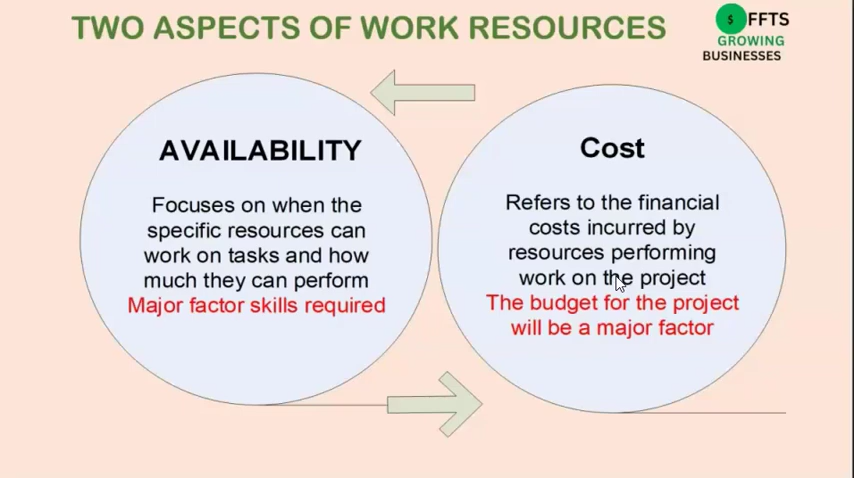 TWO ASPECTS OF WORK RESOURCES
$ FFTS
GROWING
BUSINESSES
AVAILABILITY
Focuses on when the
specific resources can
work on tasks and how
much they can perform
Major factor skills required
Cost
Refers to the financial
costs incurred by
resources performing
work on the project
The budget for the project
will be a major factor